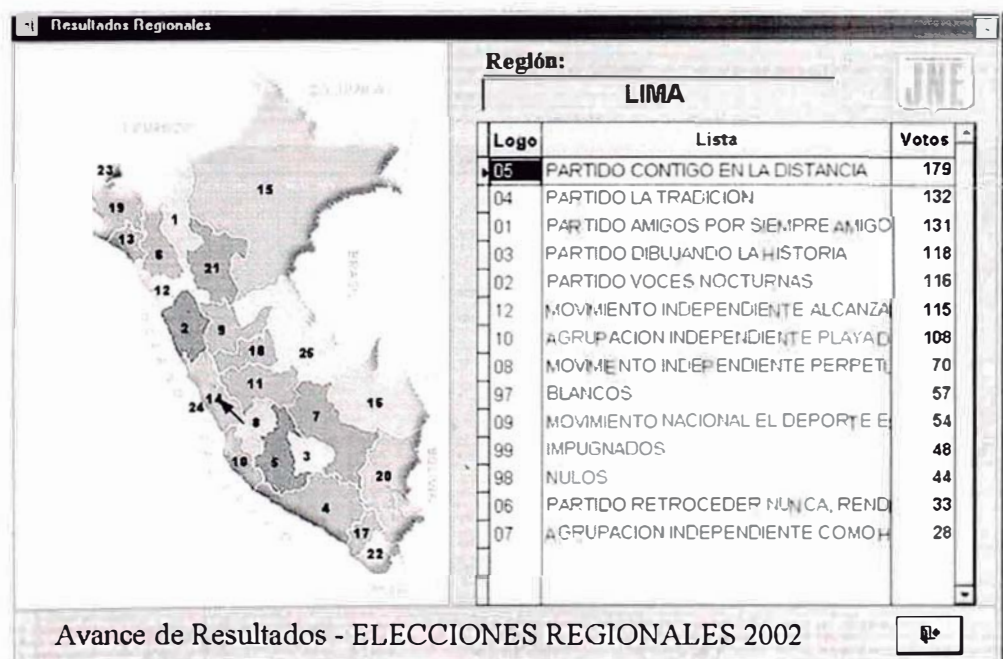 Resultados Regionales
Región:
JNE
LIMA
Logo Lista Votos
05 PARTIDO CONTIGO EN LA DISTANCIA 179
04 PARTIDO LA TRADICION 132
01 PARTIDO AMIGOS POR SIEMPRE AMIGO 131
03 PARTIDO DIBUJANDO LA HISTORIA 118
02 PARTIDO VOCES NOCTURNAS 116
12 MOVIMIENTO INDEPENDIENTE ALCANZA 115
10 AGRUPACION INDEPENDIENTE PLAYA D 108
08 MOVIMIENTO INDEPENDIENTE PERPETU 70
97 BLANCOS 57
09 MOVIMIENTO NACIONAL EL DEPORTE E 54
99 IMPUGNADOS 48
98 NULOS 44
06 PARTIDO RETROCEDER NUNCA, REND 33
07 AGRUPACION INDEPENDIENTE COMO H 28
23
15
19
1
13
6
21
12
2
9
18
25
11
14
24
16
7
8
10
5
3
20
4
17
22
Avance de Resultados - ELECCIONES REGIONALES 2002